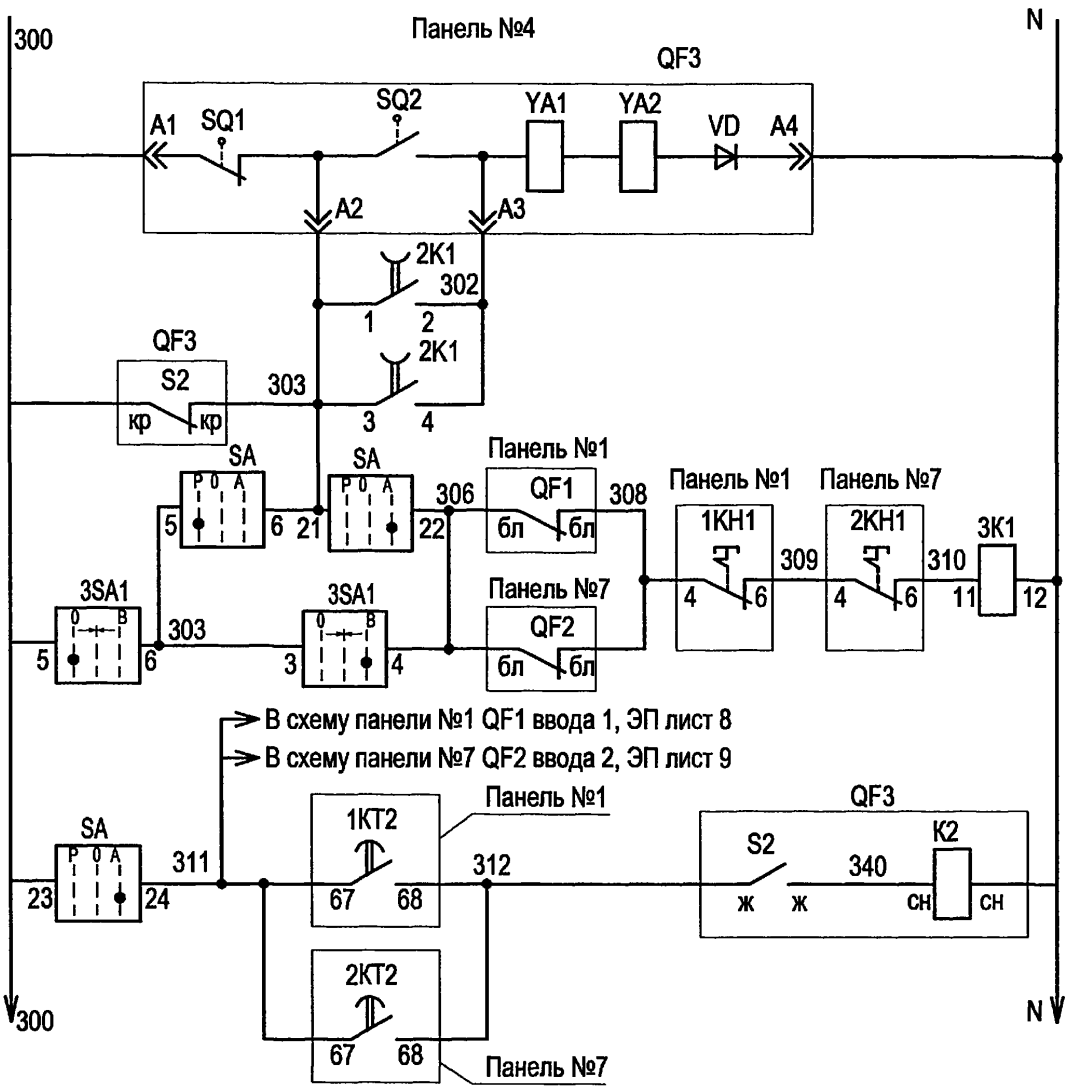 300
Панель №4
N
QF3
A1
SQ1
SQ2
YA1
YA2
VD
A4
A2
A3
2K1
302
1
2
QF3
S2
303
2K1
кр
кр
3
4
SA
Р 0 А
5
6
SA
Р 0 А
21
22
306
Панель №1
QF1
бл
бл
308
Панель №1
1КН1
4
6
309
Панель №7
2КН1
4
6
310
3K1
11
12
3SA1
0 В
5
6
303
3SA1
0 В
3
4
Панель №7
QF2
бл
бл
В схему панели №1 QF1 ввода 1, ЭП лист 8
В схему панели №7 QF2 ввода 2, ЭП лист 9
Панель №1
QF3
SA
Р 0 А
23
24
311
1КТ2
67
68
312
S2
ж
ж
340
K2
сн
сн
2КТ2
67
68
Панель №7
300
N